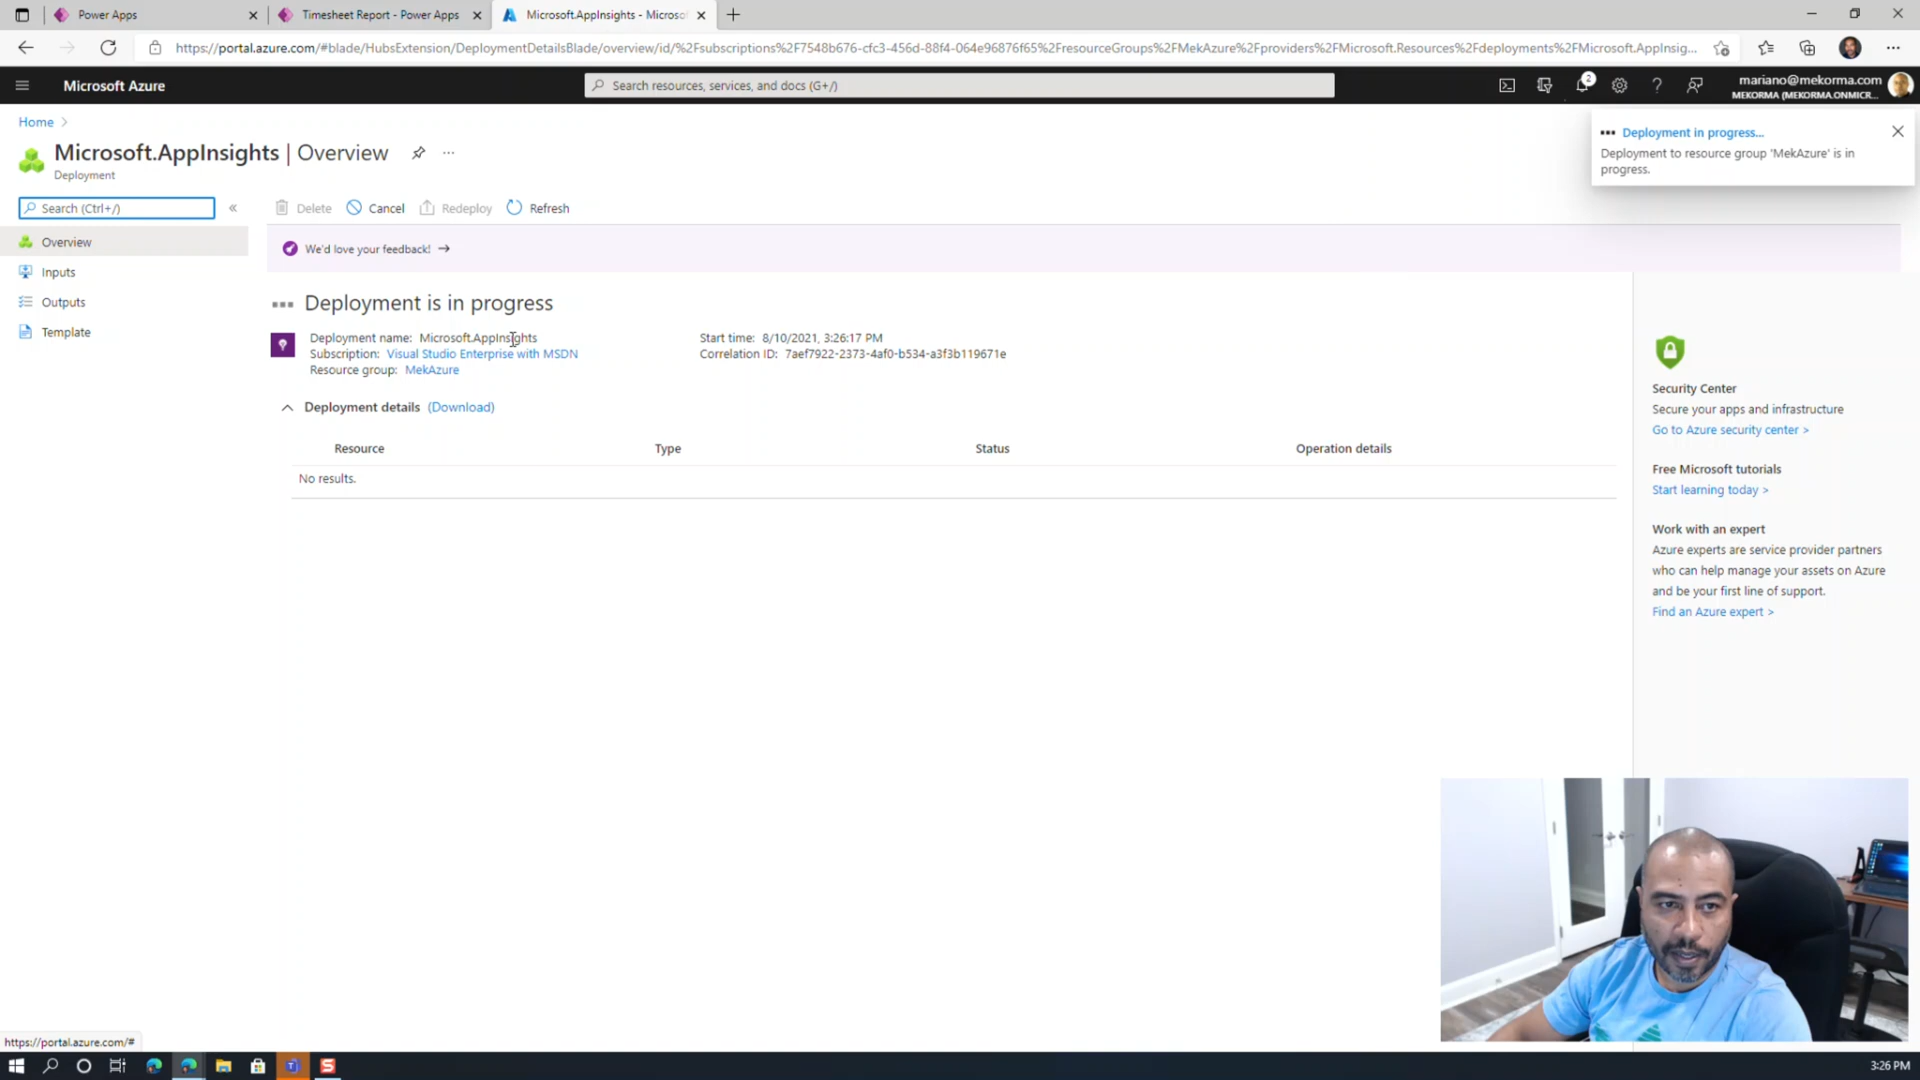 Power Apps
Timesheet Report - Power Apps
Microsoft.AppInsights - Microsof
https://portal.azure.com/#blade/HubsExtension/DeploymentDetailsBlade/overview/id/%2Fsubscriptions%2F7548b676-cfc3-456d-88f4-064e96876f65%2FresourceGroups%2FMekAzure%2Fproviders%2FMicrosoft.Resources%2Fdeployments%2FMicrosoft.AppInsig...
Microsoft Azure
Search resources, services, and docs (G+/)
2
mariano@mekorma.com
MEKORMA (MEKORMA.ONMICR...
Home >
Deployment in progress...
Deployment to resource group 'MekAzure' is in
progress.
Microsoft.AppInsights | Overview
Deployment
Search (Ctrl+/)
Delete
Cancel
Redeploy
Refresh
Overview
Inputs
Outputs
Template
We'd love your feedback! →
Deployment is in progress
Deployment name: Microsoft.AppInsights
Subscription: Visual Studio Enterprise with MSDN
Resource group: MekAzure
Start time: 8/10/2021, 3:26:17 PM
Correlation ID: 7aef7922-2373-4af0-b534-a3f3b119671e
Deployment details (Download)
Resource Type Status Operation details
No results.
Security Center
Secure your apps and infrastructure
Go to Azure security center >
Free Microsoft tutorials
Start learning today >
Work with an expert
Azure experts are service provider partners
who can help manage your assets on Azure
and be your first line of support.
Find an Azure expert >
https://portal.azure.com/#
3:26 PM